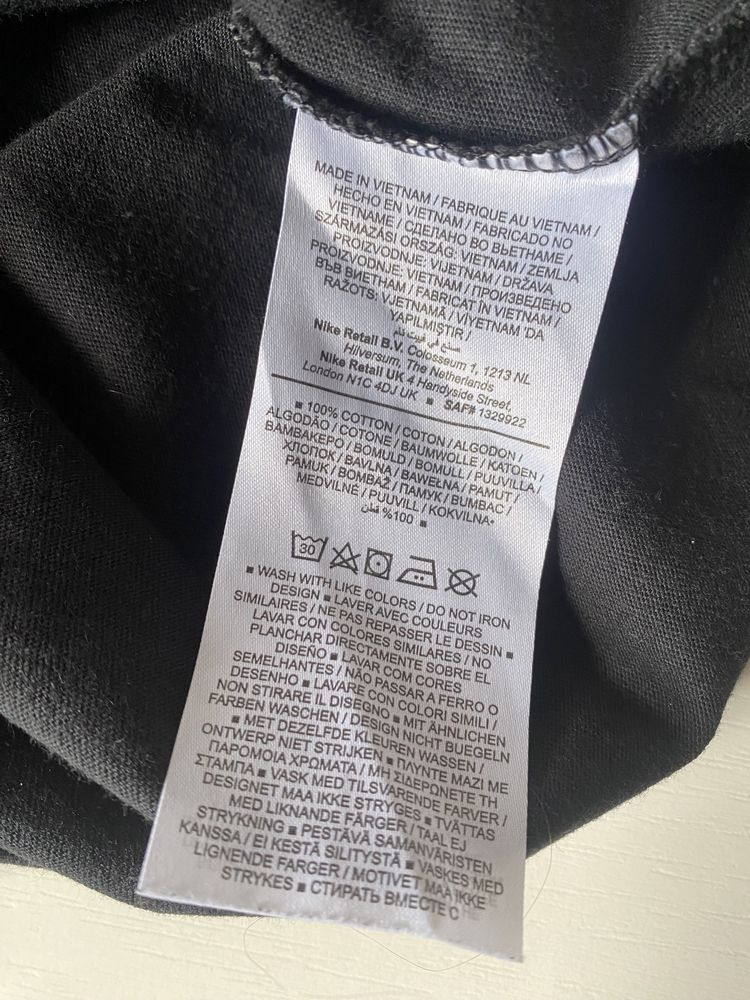 MADE IN VIETNAM / FABRIQUE AU VIETNAM /
HECHO EN VIETNAM / FABRICADO NO
VIETNAME / СДЕЛАНО ВО ВЬЕТНАМЕ /
SZÁRMAZÁSI ORSZÁG: VIETNAM / ZEMLJA
PROIZVODNJE: VIJETNAM / DRŽAVA
PROIZVODNJE: VIETNAM / ПРОИЗВЕДЕНО
ВЪВ ВИЕТНАМ / FABRICAT ÎN VIETNAM /
RAŽOTS: VJETNAMĀ / VİYETNAM 'DA
YAPILMIŞTIR /
صنع في فيت نام
Nike Retail B.V. Colosseum 1, 1213 NL
Hilversum, The Netherlands
Nike Retail UK 4 Handyside Street,
London N1C 4DJ UK ■ SAF# 1329922
■ 100% COTTON / COTON / ALGODON /
ALGODÃO / COTONE / BAUMWOLLE / KATOEN /
ΒΑΜΒΑΚΕΡΟ / BOMULD / BOMULL / PUUVILLA /
ХЛОПОК / BAVLNA / BAWEŁNA / PAMUT /
PAMUK / BOMBAŽ / ПАМУК / BUMBAC /
MEDVILNĖ / PUUVILL / KOKVILNA*
100% قطن ■
30
■ WASH WITH LIKE COLORS / DO NOT IRON
DESIGN ■ LAVER AVEC COULEURS
SIMILAIRES / NE PAS REPASSER LE DESSIN ■
LAVAR CON COLORES SIMILARES / NO
PLANCHAR DIRECTAMENTE SOBRE EL
DISEÑO ■ LAVAR COM CORES
SEMELHANTES / NÃO PASSAR A FERRO O
DESENHO ■ LAVARE CON COLORI SIMILI /
NON STIRARE IL DISEGNO ■ MIT ÄHNLICHEN
FARBEN WASCHEN / DESIGN NICHT BUEGELN
■ MET DEZELFDE KLEUREN WASSEN /
ONTWERP NIET STRIJKEN ■ ΠΛΥΝΤΕ ΜΑΖΙ ΜΕ
ΠΑΡΟΜΟΙΑ ΧΡΩΜΑΤΑ / ΜΗ ΣΙΔΕΡΩΝΕΤΕ ΤΗ
ΣΤΑΜΠΑ ■ VASK MED TILSVARENDE FARVER /
DESIGNET MAA IKKE STRYGES ■ TVÄTTAS
MED LIKNANDE FÄRGER / TAAL EJ
STRYKNING ■ PESTÄVÄ SAMANVÄRISTEN
KANSSA / EI KESTÄ SILITYSTÄ ■ VASKES MED
LIGNENDE FARGER / MOTIVET MAA IKKE
STRYKES ■ СТИРАТЬ ВМЕСТЕ С